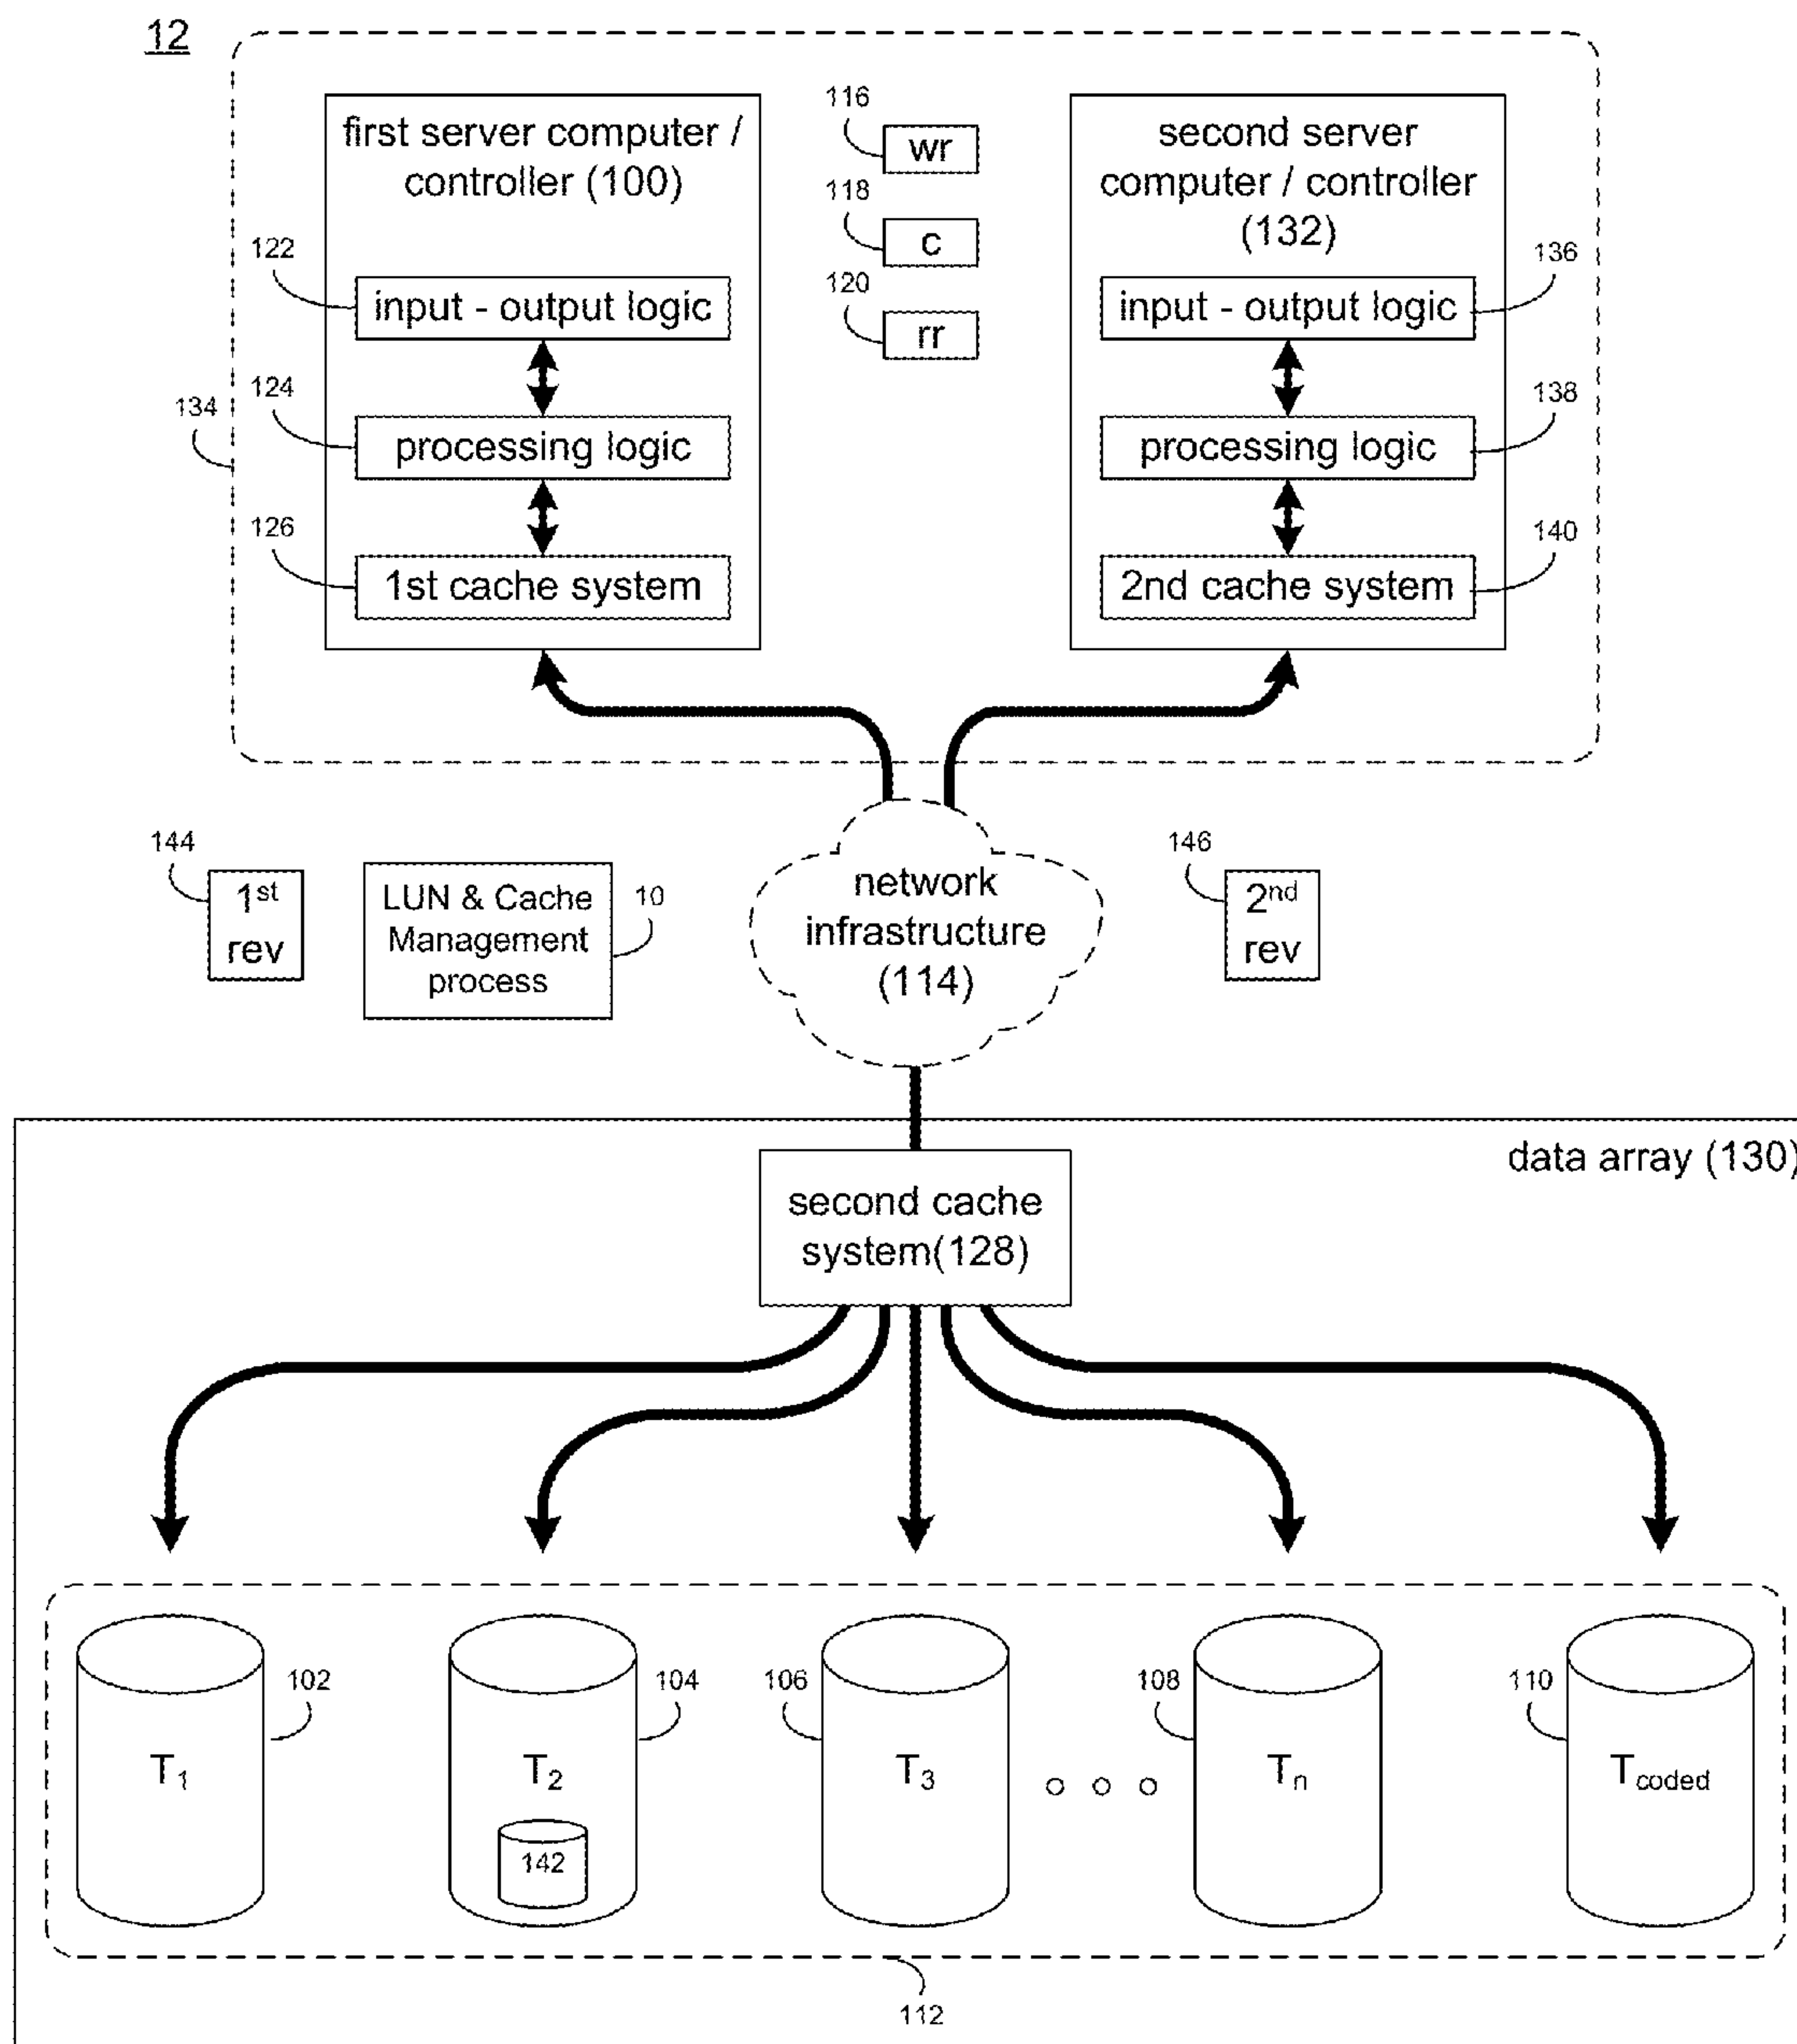 12
first server computer /
controller (100)
122
input - output logic
124
processing logic
126
1st cache system
134
116
wr
118
c
120
rr
second server
computer / controller
(132)
136
input - output logic
138
processing logic
140
2nd cache system
144
1st
rev
LUN & Cache
Management
process
10
network
infrastructure
(114)
146
2nd
rev
data array (130)
second cache
system(128)
102
T1
104
T2
142
106
T3
108
Tn
110
Tcoded
112